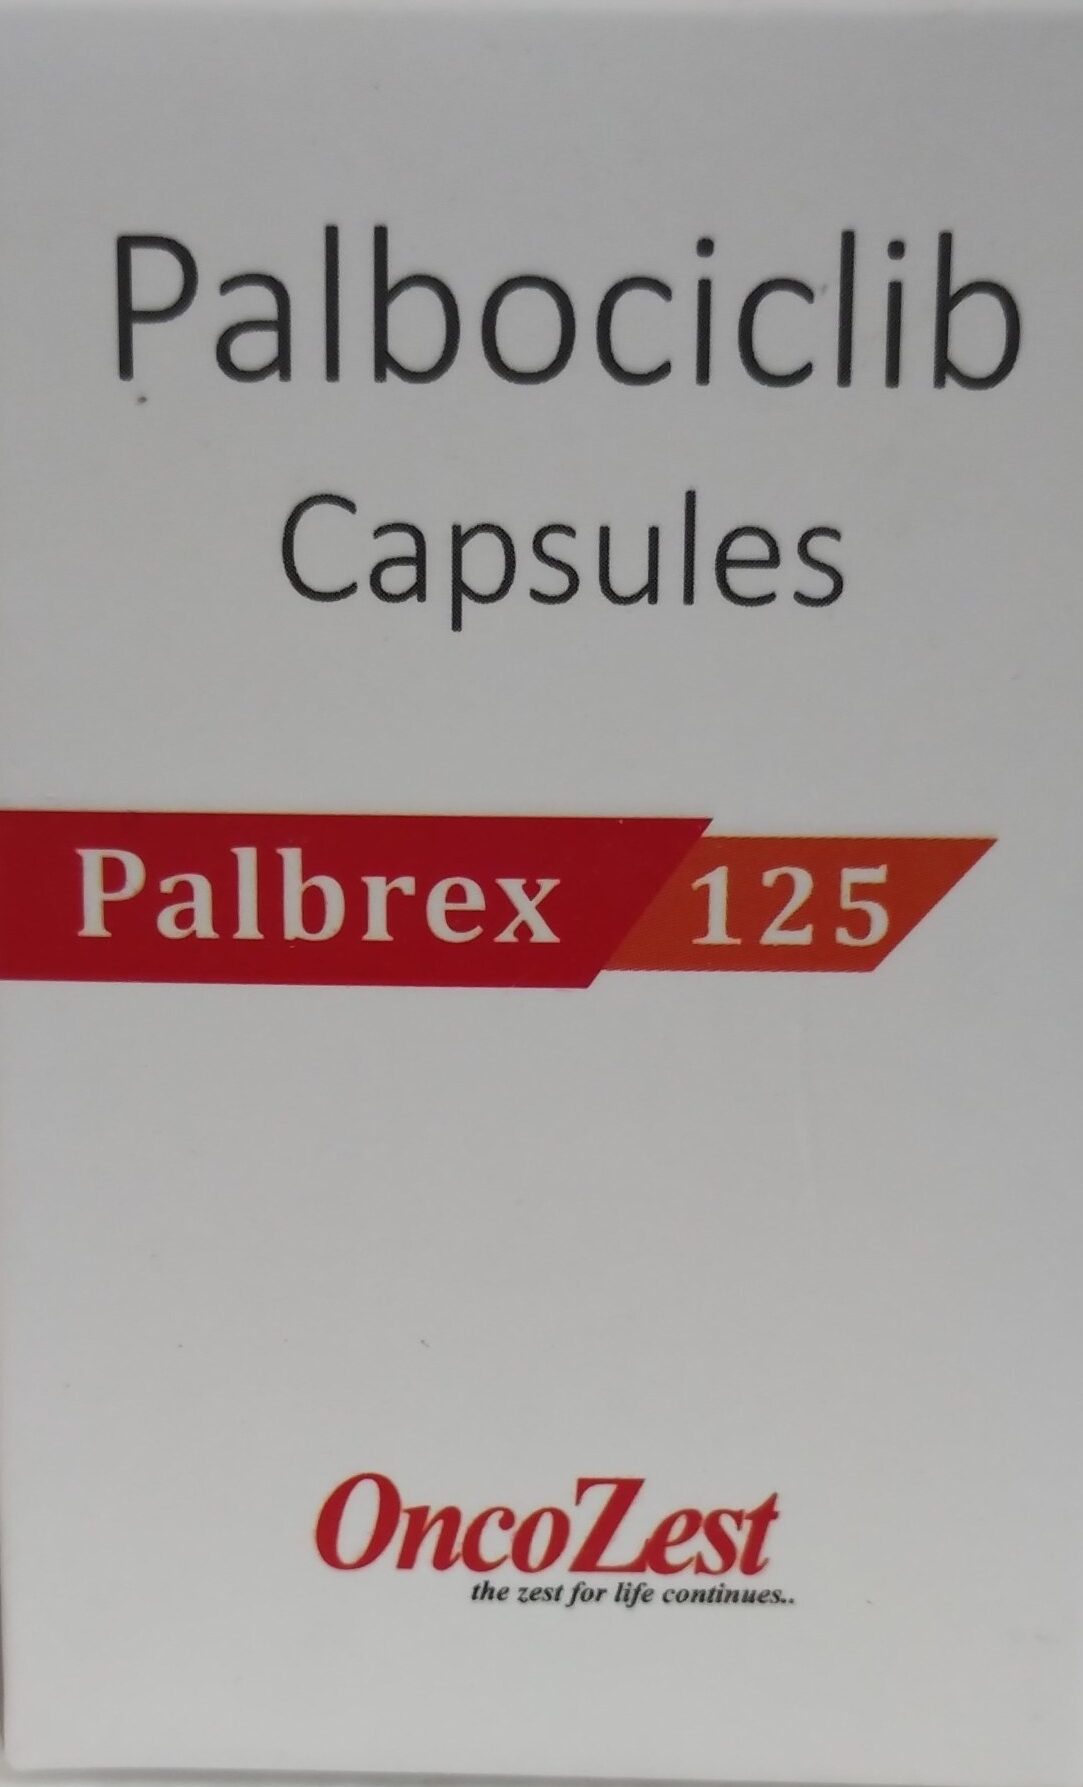 Palbociclib
Capsules
Palbrex 125
OncoZest
the zest for life continues..